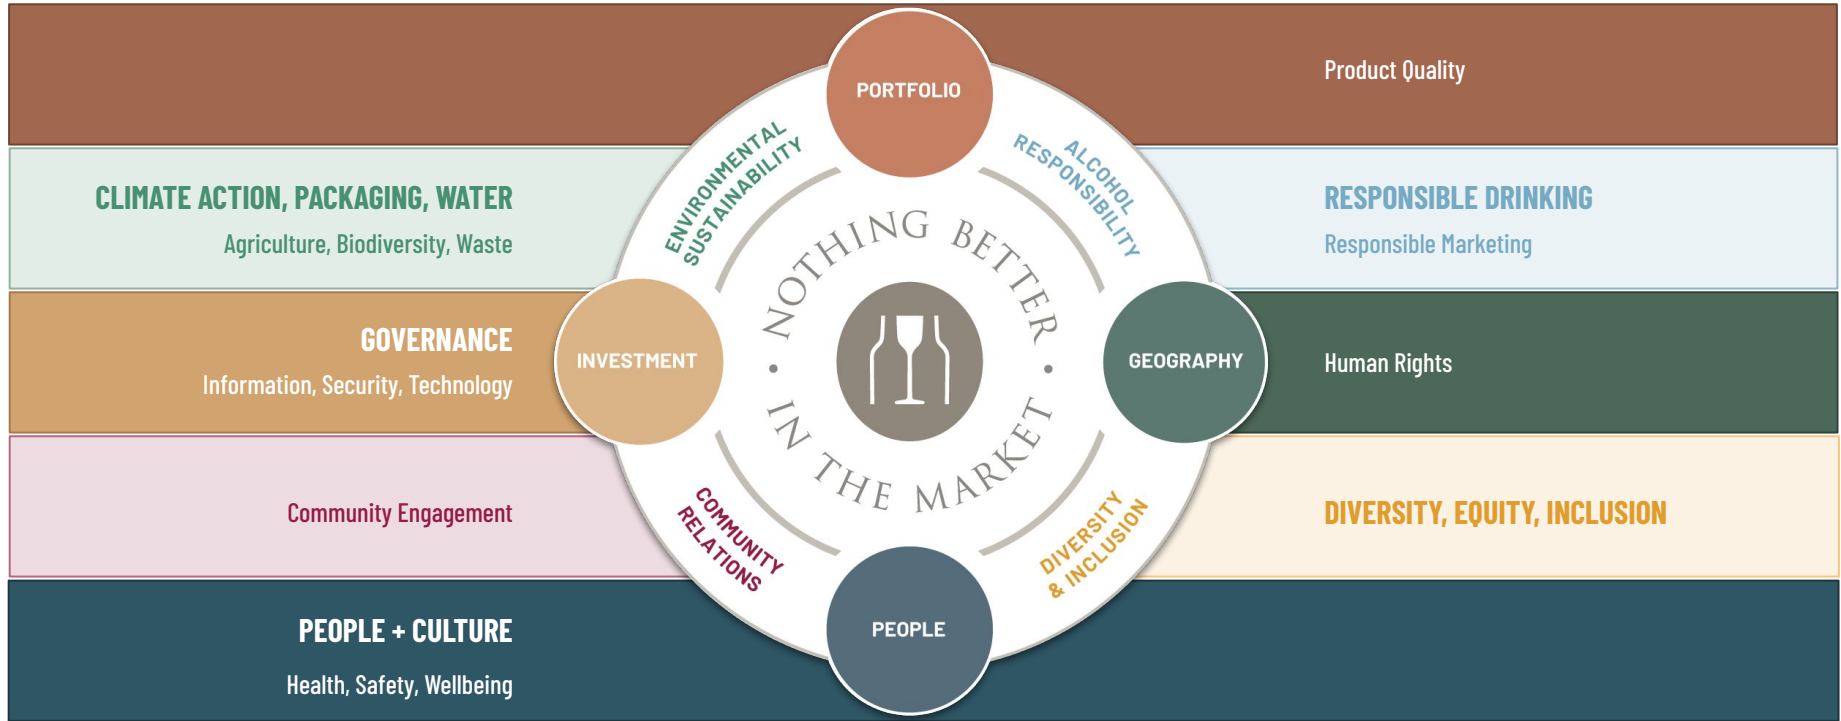 PORTFOLIO
Product Quality
ENVIRONMENTAL
SUSTAINABILITY
ALCOHOL
RESPONSIBILITY
CLIMATE ACTION, PACKAGING, WATER
Agriculture, Biodiversity, Waste
RESPONSIBLE DRINKING
Responsible Marketing
• NOTHING BETTER •
IN THE MARKET
GOVERNANCE
Information, Security, Technology
INVESTMENT
GEOGRAPHY
Human Rights
Community Engagement
COMMUNITY
RELATIONS
DIVERSITY
& INCLUSION
DIVERSITY, EQUITY, INCLUSION
PEOPLE + CULTURE
Health, Safety, Wellbeing
PEOPLE